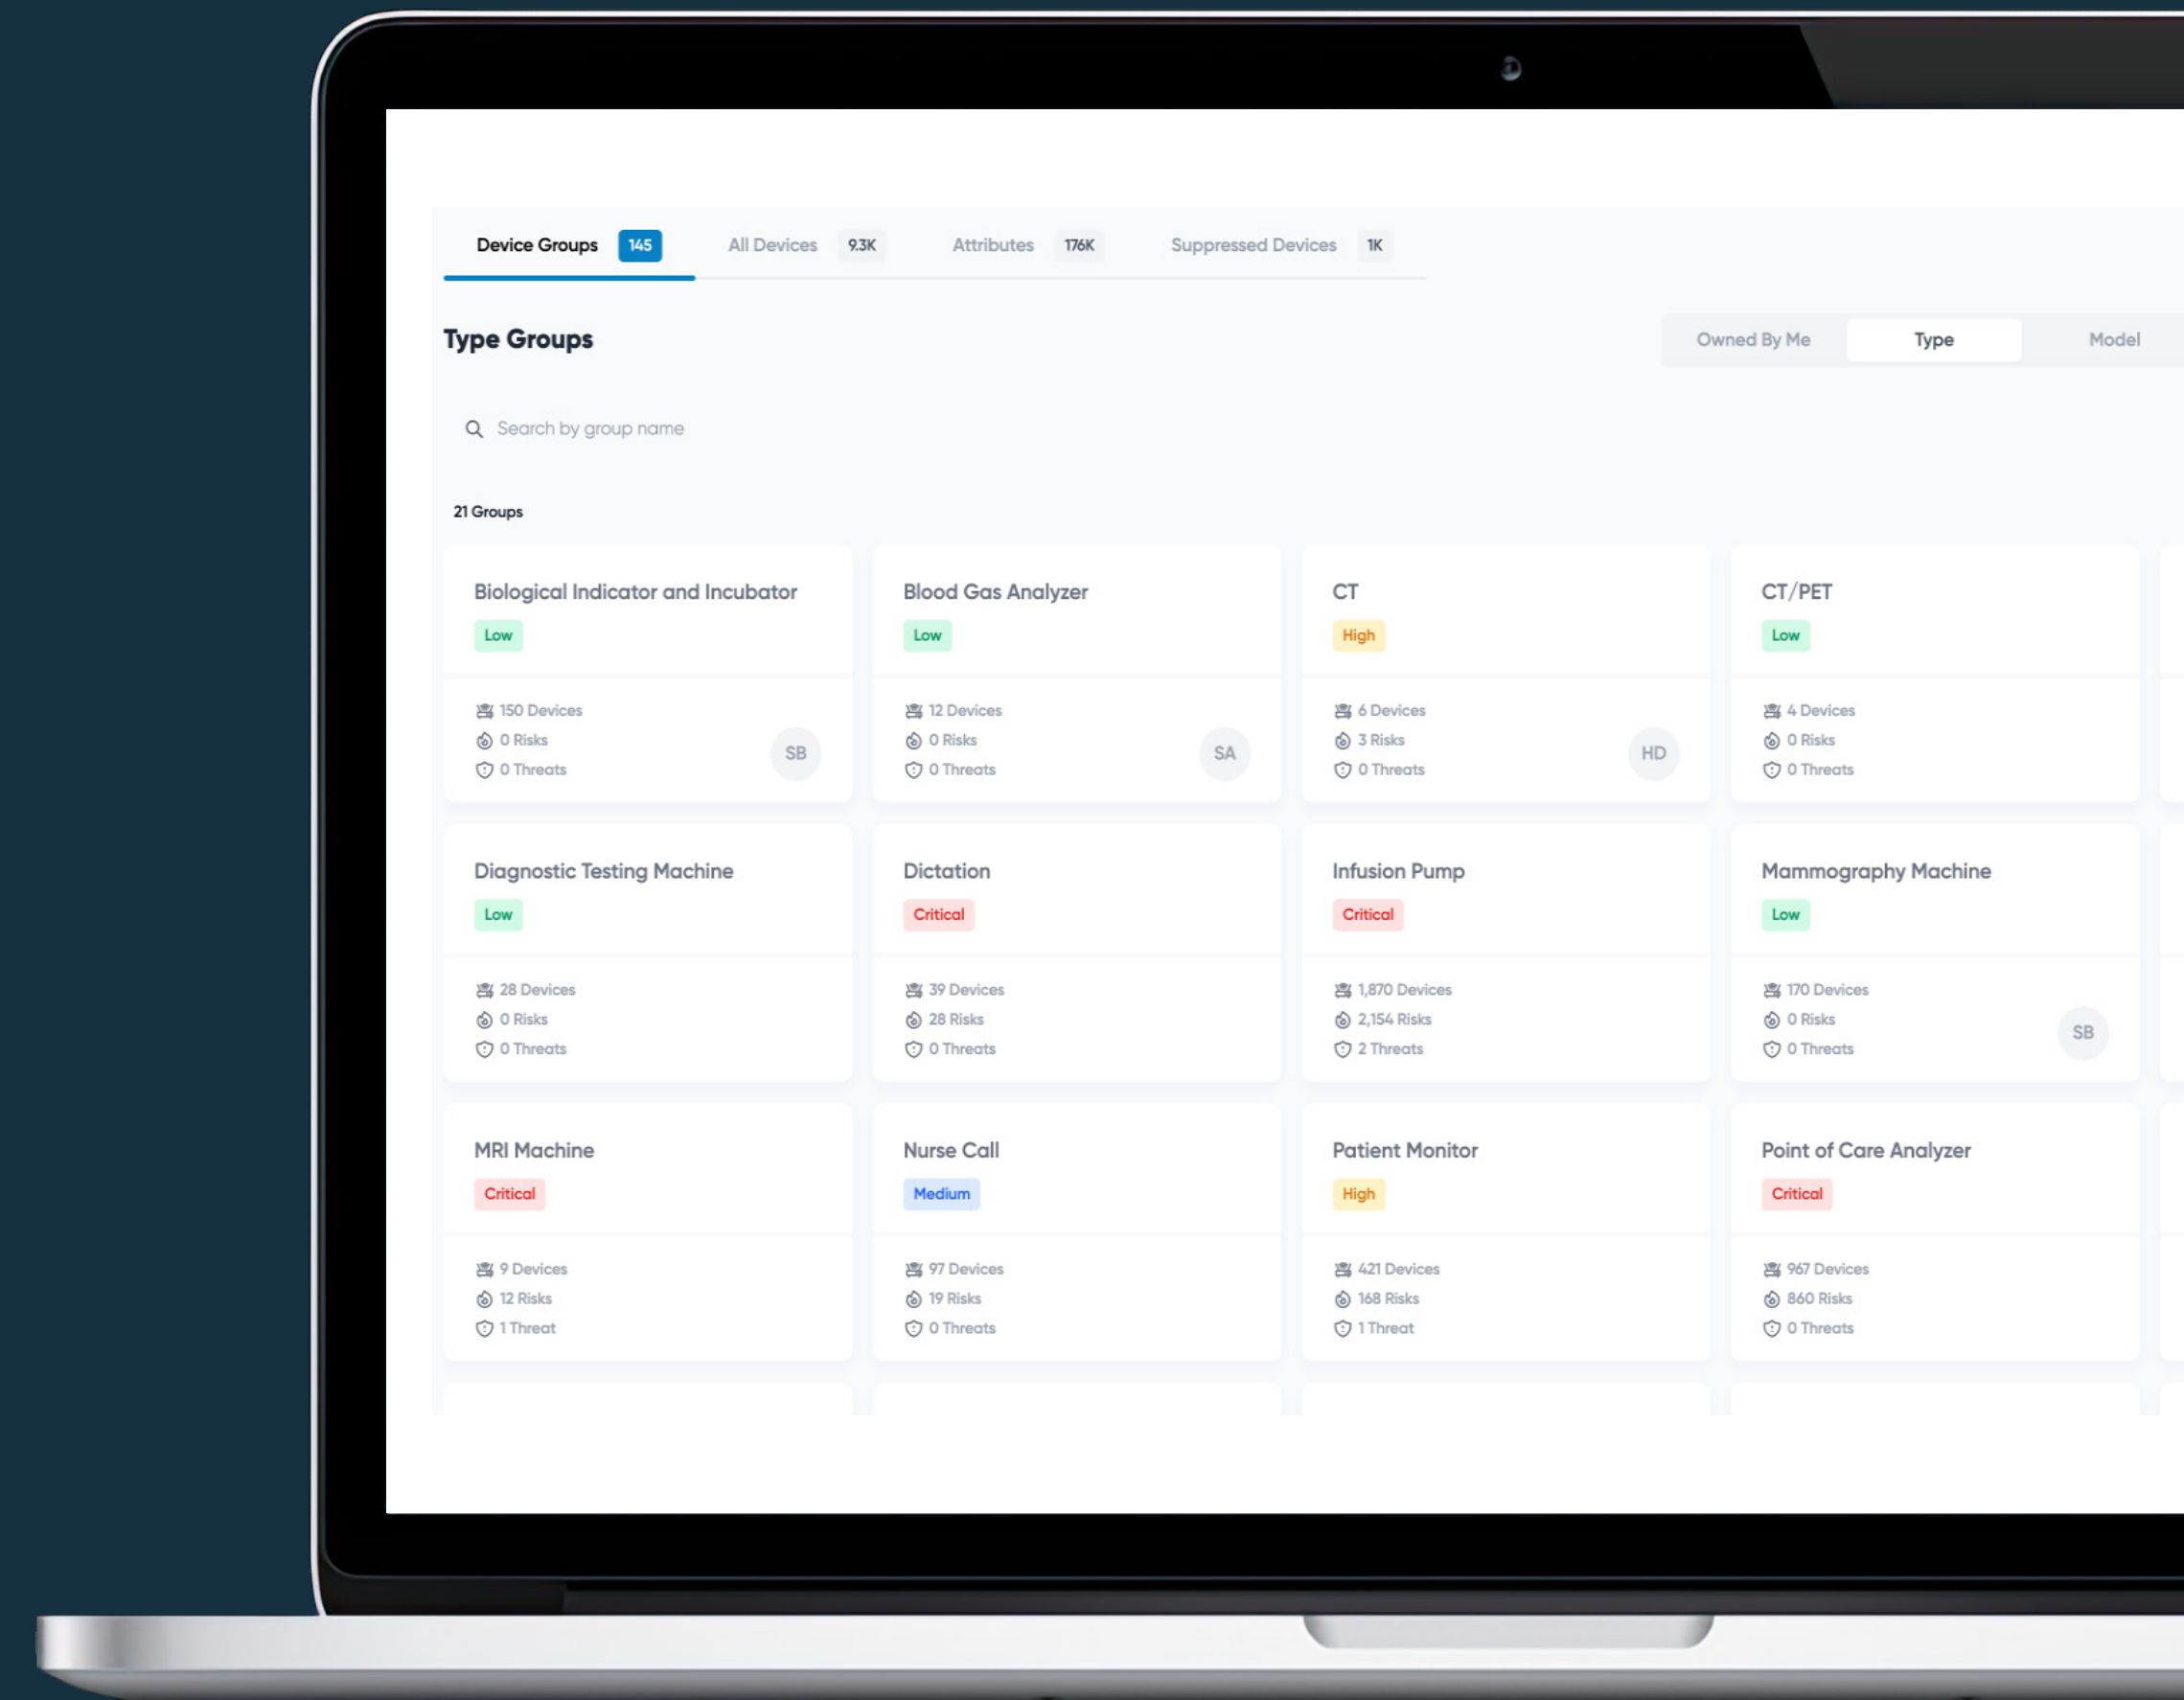 Device Groups 145 All Devices 9.3K Attributes 176K Suppressed Devices 1K
Type Groups
Owned By Me Type Model
Search by group name
21 Groups
Biological Indicator and Incubator
Low
150 Devices
0 Risks
0 Threats
SB
Blood Gas Analyzer
Low
12 Devices
0 Risks
0 Threats
SA
CT
High
6 Devices
3 Risks
0 Threats
HD
CT/PET
Low
4 Devices
0 Risks
0 Threats
Diagnostic Testing Machine
Low
28 Devices
0 Risks
0 Threats
Dictation
Critical
39 Devices
28 Risks
0 Threats
Infusion Pump
Critical
1,870 Devices
2,154 Risks
2 Threats
Mammography Machine
Low
170 Devices
0 Risks
0 Threats
SB
MRI Machine
Critical
9 Devices
12 Risks
1 Threat
Nurse Call
Medium
97 Devices
19 Risks
0 Threats
Patient Monitor
High
421 Devices
168 Risks
1 Threat
Point of Care Analyzer
Critical
967 Devices
860 Risks
0 Threats